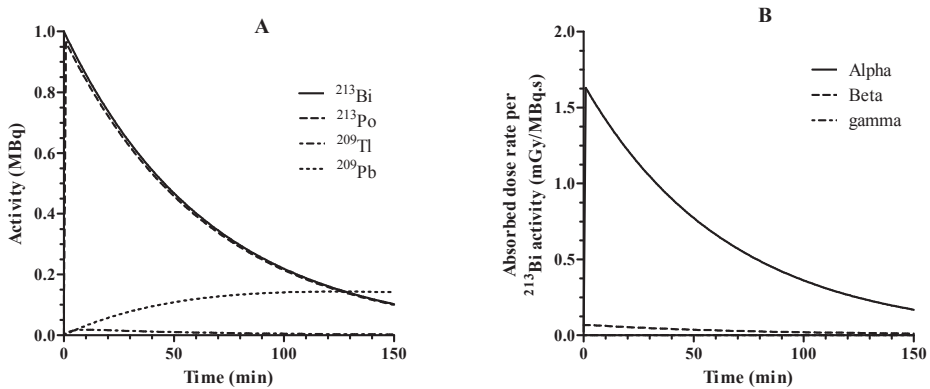 A
1.0
0.8
0.6
0.4
0.2
0.0
Activity (MBq)
0
50
100
150
Time (min)
²¹³Bi
²¹³Po
²⁰⁹Tl
²⁰⁹Pb
B
2.0
1.5
1.0
0.5
0.0
Absorbed dose rate per
²¹³Bi activity (mGy/MBq.s)
0
50
100
150
Time (min)
Alpha
Beta
gamma